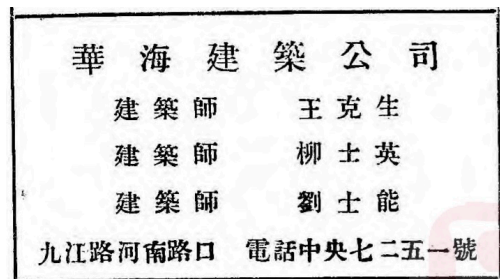 華海建築公司
建築師 王克生
建築師 柳士英
建築師 劉士能
九江路河南路口 電話中央七二五一號